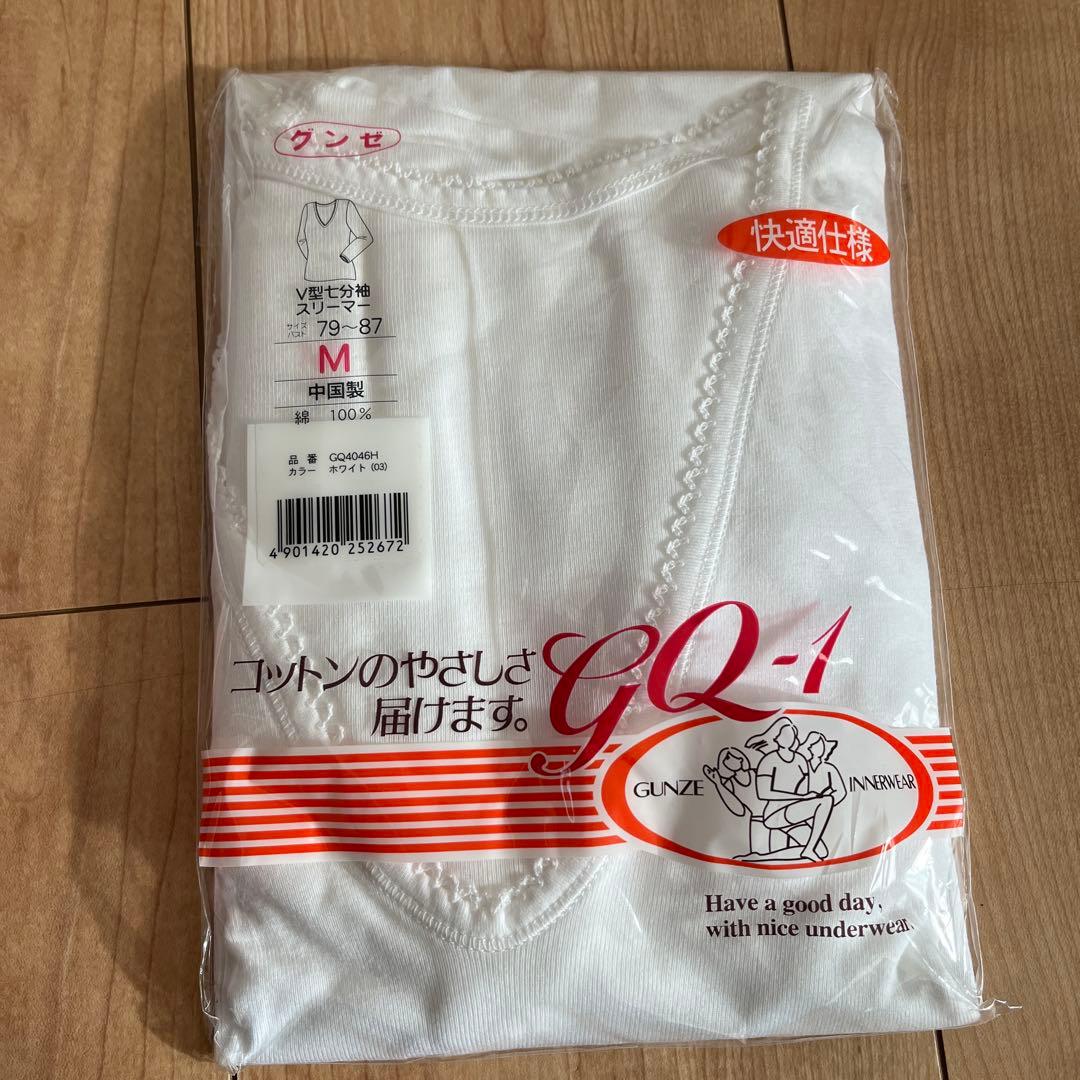 グンゼ
快適仕様
V型七分袖
スリーマー
サイズ
バスト 79〜87
M
中国製
綿 100%
品番 GQ4046H
カラー ホワイト (03)
4 901420 252672
GQ-1
コットンのやさしさ
届けます。
GUNZE INNERWEAR
Have a good day,
with nice underwear.